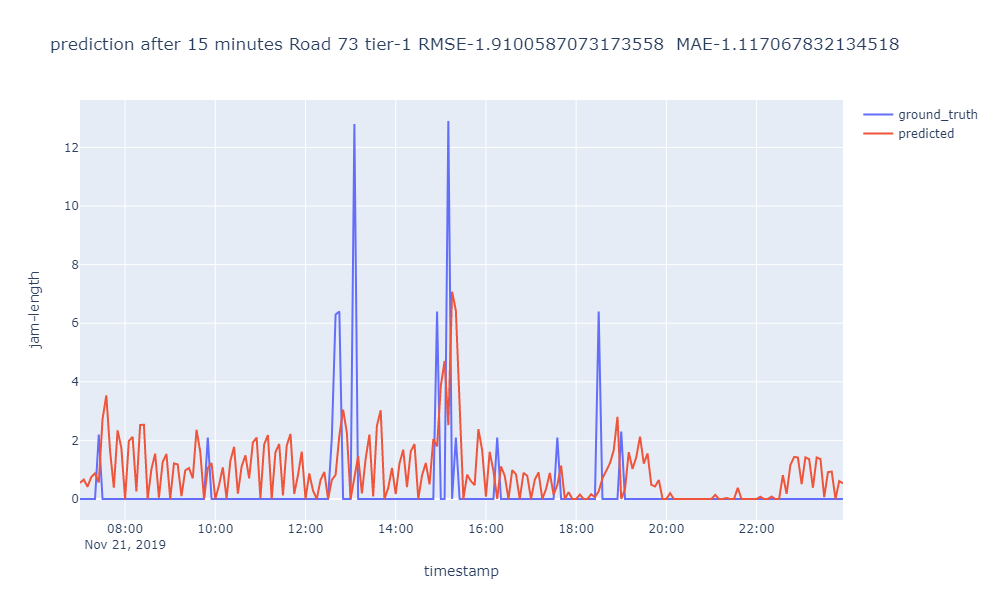 prediction after 15 minutes Road 73 tier-1 RMSE-1.9100587073173558  MAE-1.117067832134518
ground_truth
predicted
12
10
8
6
4
2
0
jam-length
08:00 10:00 12:00 14:00 16:00 18:00 20:00 22:00
Nov 21, 2019
timestamp